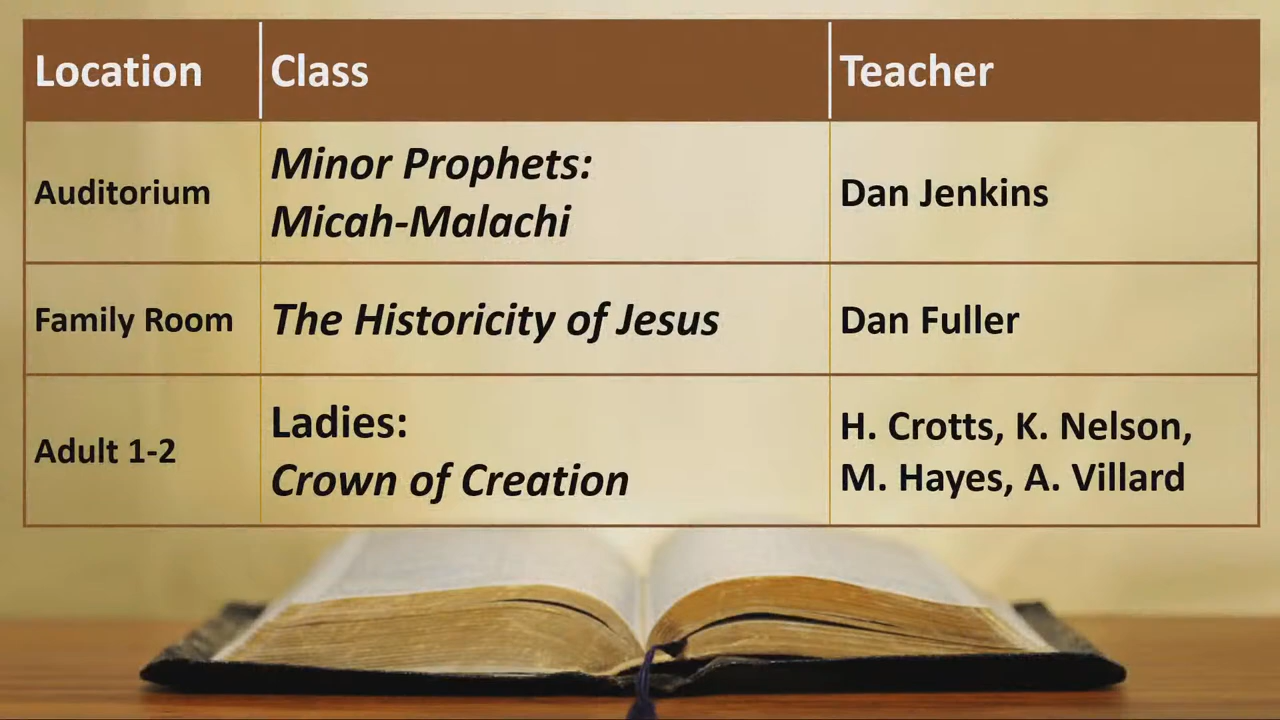 Location Class Teacher
Auditorium
Minor Prophets:
Micah-Malachi
Dan Jenkins
Family Room The Historicity of Jesus Dan Fuller
Adult 1-2
Ladies:
Crown of Creation
H. Crotts, K. Nelson,
M. Hayes, A. Villard